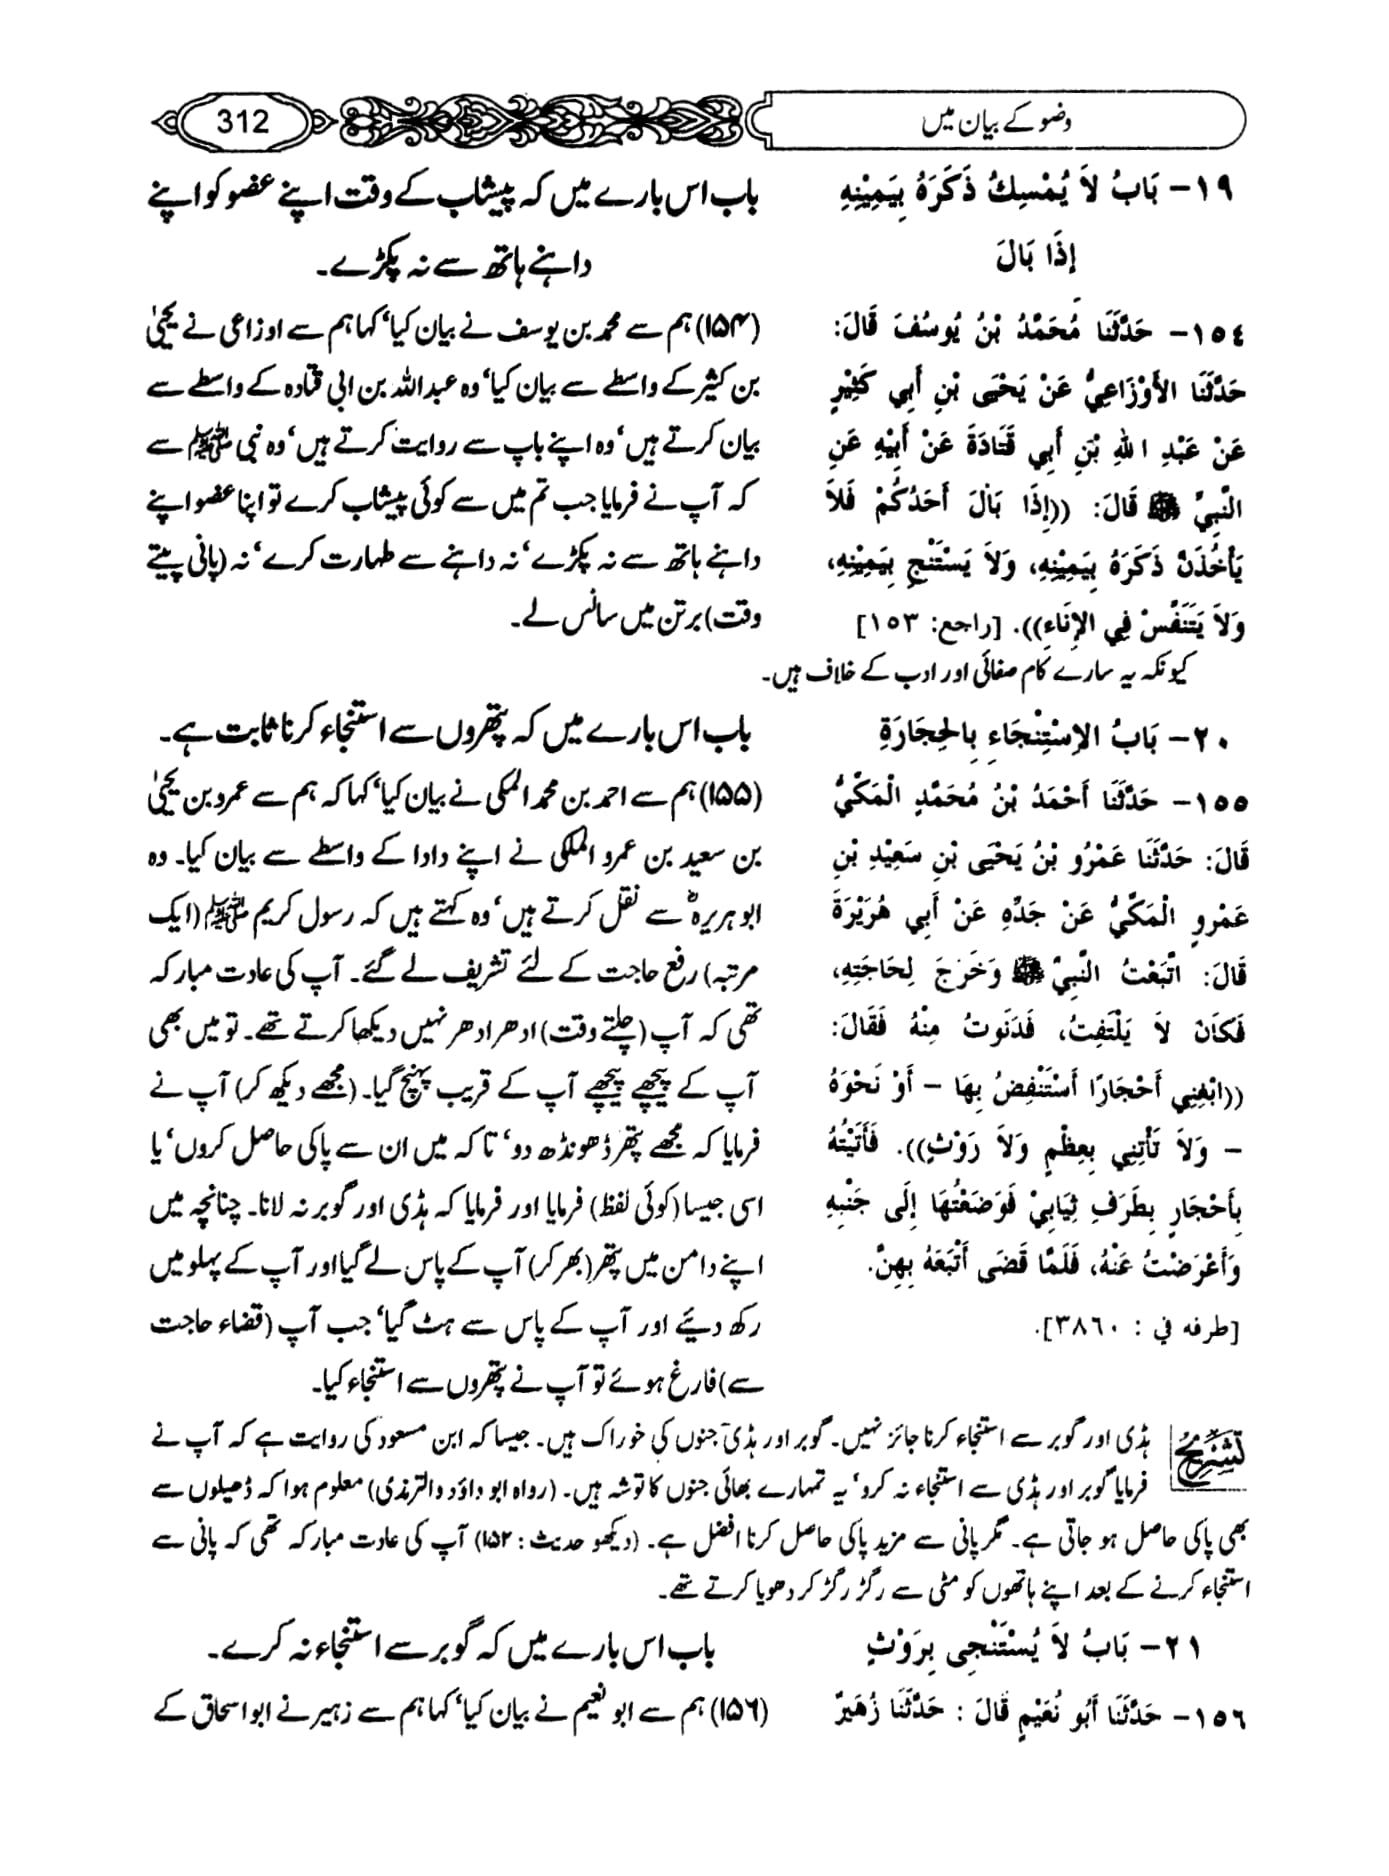 وضو کے بیان میں
312
١٩- بَابُ لاَ يُمْسِكُ ذَكَرَهُ بِيَمِيْنِهِ
إِذَا بَالَ
باب اس بارے میں کہ پیشاب کے وقت اپنے عضو کو اپنے
داہنے ہاتھ سے نہ پکڑے۔
١٥٤- حَدَّثَنَا مُحَمَّدُ بْنُ يُوسُفَ قَالَ:
حَدَّثَنَا الأَوْزَاعِيُّ عَنْ يَحْيَى بْنِ أَبِي كَثِيْرٍ
عَنْ عَبْدِ اللهِ بْنِ أَبِي قَتَادَةَ عَنْ أَبِيْهِ عَنِ
النَّبِيِّ ﷺ قَالَ: ((إِذَا بَالَ أَحَدُكُمْ فَلاَ
يَأْخُذَنَّ ذَكَرَهُ بِيَمِيْنِهِ، وَلاَ يَسْتَنْجِ بِيَمِيْنِهِ،
وَلاَ يَتَنَفَّسْ فِي الإِنَاءِ)). [راجع: ١٥٣]
(۱۵۴) ہم سے محمد بن یوسف نے بیان کیا‘ کہا ہم سے اوزاعی نے یحییٰ
بن کثیر کے واسطے سے بیان کیا‘ وہ عبداللہ بن ابی قتادہ کے واسطے سے
بیان کرتے ہیں‘ وہ اپنے باپ سے روایت کرتے ہیں‘ وہ نبی ﷺ سے
کہ آپ نے فرمایا جب تم میں سے کوئی پیشاب کرے تو اپنا عضو اپنے
داہنے ہاتھ سے نہ پکڑے‘ نہ داہنے سے طہارت کرے‘ نہ (پانی پیتے
وقت) برتن میں سانس لے۔
کیونکہ یہ سارے کام صفائی اور ادب کے خلاف ہیں۔
٢٠- بَابُ الإِسْتِنْجَاءِ بِالحِجَارَةِ
باب اس بارے میں کہ پتھروں سے استنجاء کرنا ثابت ہے۔
١٥٥- حَدَّثَنَا أَحْمَدُ بْنُ مُحَمَّدٍ الْمَكِّيُّ
قَالَ: حَدَّثَنَا عَمْرُو بْنُ يَحْيَى بْنِ سَعِيْدِ بْنِ
عَمْرٍو الْمَكِّيُّ عَنْ جَدِّهِ عَنْ أَبِي هُرَيْرَةَ
قَالَ: اتَّبَعْتُ النَّبِيَّ ﷺ وَخَرَجَ لِحَاجَتِهِ،
فَكَانَ لاَ يَلْتَفِتُ، فَدَنَوتُ مِنْهُ فَقَالَ:
((ابْغِنِي أَحْجَارًا أَسْتَنْفِضُ بِهَا – أَوْ نَحْوَهُ
– وَلاَ تَأْتِنِي بِعَظْمٍ وَلاَ رَوْثٍ)). فَأَتَيْتُهُ
بِأَحْجَارٍ بِطَرَفِ ثِيَابِيْ فَوَضَعْتُهَا إِلَى جَنْبِهِ
وَأَعْرَضْتُ عَنْهُ، فَلَمَّا قَضَى أَتْبَعَهُ بِهِنَّ.
[طرفه في : ٣٨٦٠].
(۱۵۵) ہم سے احمد بن محمد المکی نے بیان کیا‘ کہا کہ ہم سے عمرو بن یحییٰ
بن سعید بن عمرو المکی نے اپنے دادا کے واسطے سے بیان کیا۔ وہ
ابو ہریرہؓ سے نقل کرتے ہیں‘ وہ کہتے ہیں کہ رسول کریم ﷺ (ایک
مرتبہ) رفع حاجت کے لئے تشریف لے گئے۔ آپ کی عادت مبارکہ
تھی کہ آپ (چلتے وقت) ادھر ادھر نہیں دیکھا کرتے تھے۔ تو میں بھی
آپ کے پیچھے پیچھے آپ کے قریب پہنچ گیا۔ (مجھے دیکھ کر) آپ نے
فرمایا کہ مجھے پتھر ڈھونڈھ دو‘ تاکہ میں ان سے پاکی حاصل کروں‘ یا
اسی جیسا (کوئی لفظ) فرمایا اور فرمایا کہ ہڈی اور گوبر نہ لانا۔ چنانچہ میں
اپنے دامن میں پتھر (بھر کر) آپ کے پاس لے گیا اور آپ کے پہلو میں
رکھ دیئے اور آپ کے پاس سے ہٹ گیا‘ جب آپ (قضاء حاجت
سے) فارغ ہوئے تو آپ نے پتھروں سے استنجاء کیا۔
تشریح
ہڈی اور گوبر سے استنجاء کرنا جائز نہیں۔ گوبر اور ہڈی جنوں کی خوراک ہیں۔ جیسا کہ ابن مسعود کی روایت ہے کہ آپ نے
فرمایا گوبر اور ہڈی سے استنجاء نہ کرو‘ یہ تمہارے بھائی جنوں کا توشہ ہیں۔ (رواہ ابو داؤد والترمذی) معلوم ہوا کہ ڈھیلوں سے
بھی پاکی حاصل ہو جاتی ہے۔ مگر پانی سے مزید پاکی حاصل کرنا افضل ہے۔ (دیکھو حدیث : ۱۵۲) آپ کی عادت مبارکہ تھی کہ پانی سے
استنجاء کرنے کے بعد اپنے ہاتھوں کو مٹی سے رگڑ رگڑ کر دھویا کرتے تھے۔
٢١- بَابُ لاَ يُسْتَنْجِى بِرَوْثٍ
باب اس بارے میں کہ گوبر سے استنجاء نہ کرے۔
١٥٦- حَدَّثَنَا أَبُو نُعَيْمٍ قَالَ : حَدَّثَنَا زُهَيْرٌ
(۱۵۶) ہم سے ابو نعیم نے بیان کیا‘ کہا ہم سے زہیر نے ابو اسحاق کے